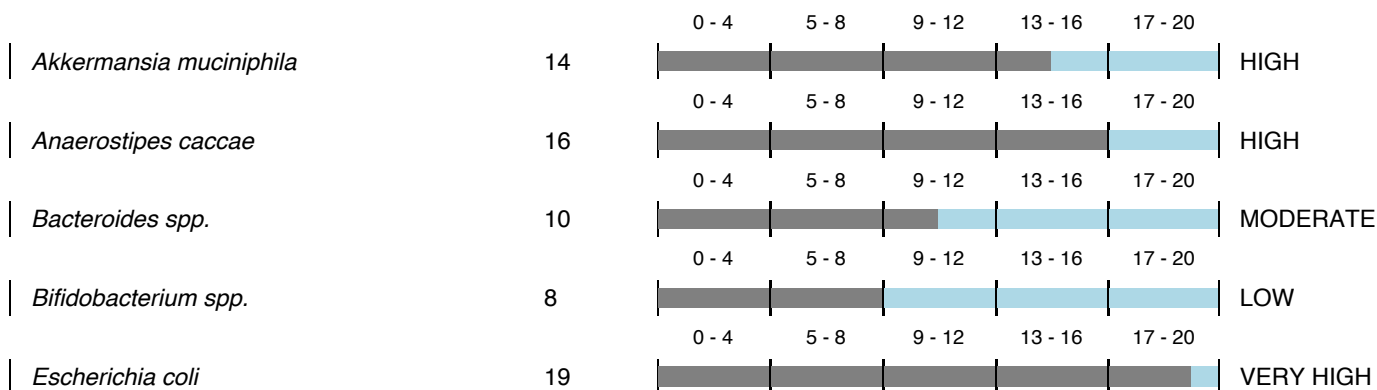 0 - 4 5 - 8 9 - 12 13 - 16 17 - 20
Akkermansia muciniphila 14 HIGH
0 - 4 5 - 8 9 - 12 13 - 16 17 - 20
Anaerostipes caccae 16 HIGH
0 - 4 5 - 8 9 - 12 13 - 16 17 - 20
Bacteroides spp. 10 MODERATE
0 - 4 5 - 8 9 - 12 13 - 16 17 - 20
Bifidobacterium spp. 8 LOW
0 - 4 5 - 8 9 - 12 13 - 16 17 - 20
Escherichia coli 19 VERY HIGH